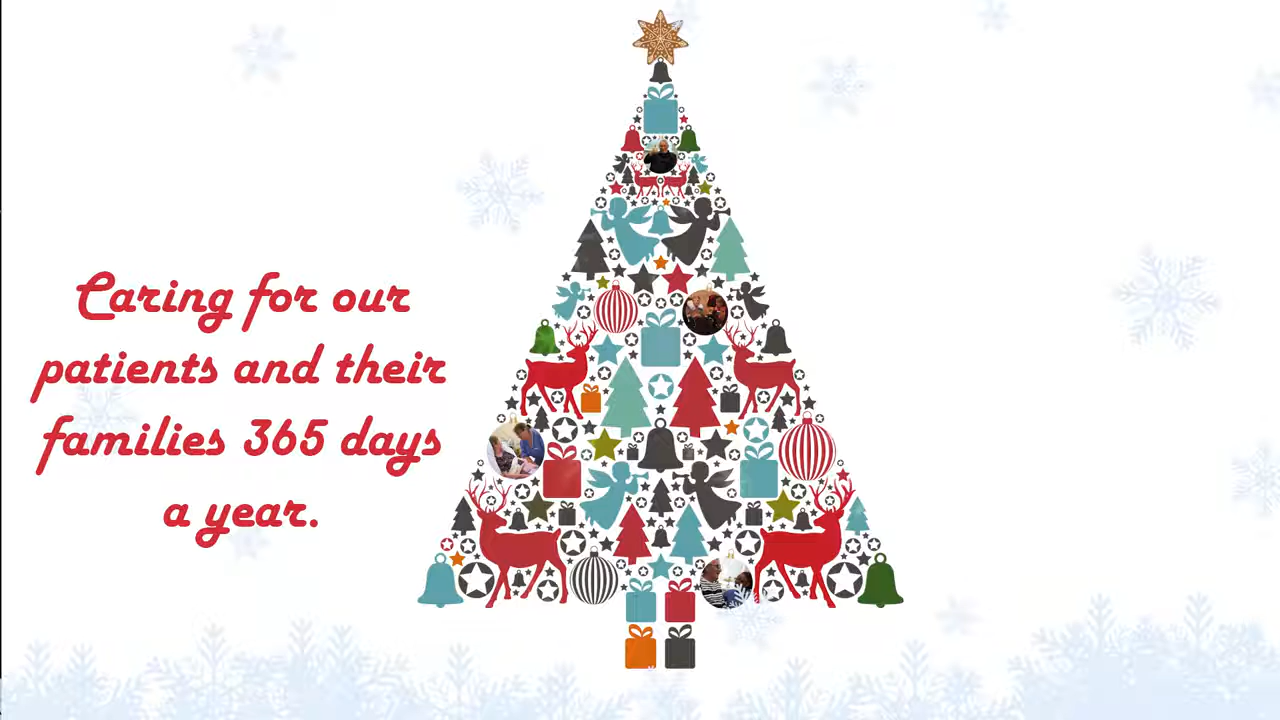 Caring for our
patients and their
families 365 days
a year.